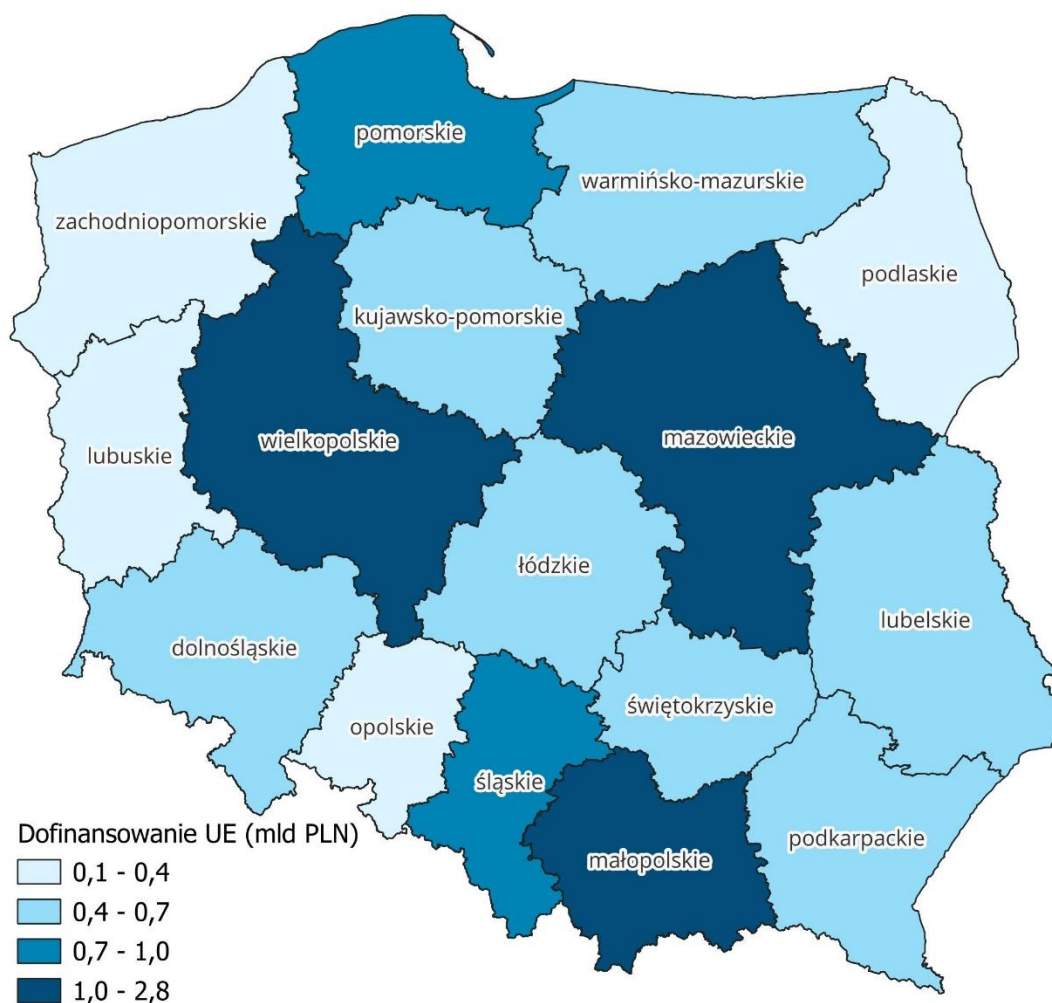 pomorskie
warmińsko-mazurskie
zachodniopomorskie
podlaskie
kujawsko-pomorskie
wielkopolskie
mazowieckie
lubuskie
łódzkie
lubelskie
dolnośląskie
świętokrzyskie
opolskie
śląskie
podkarpackie
małopolskie
Dofinansowanie UE (mld PLN)
0,1 - 0,4
0,4 - 0,7
0,7 - 1,0
1,0 - 2,8